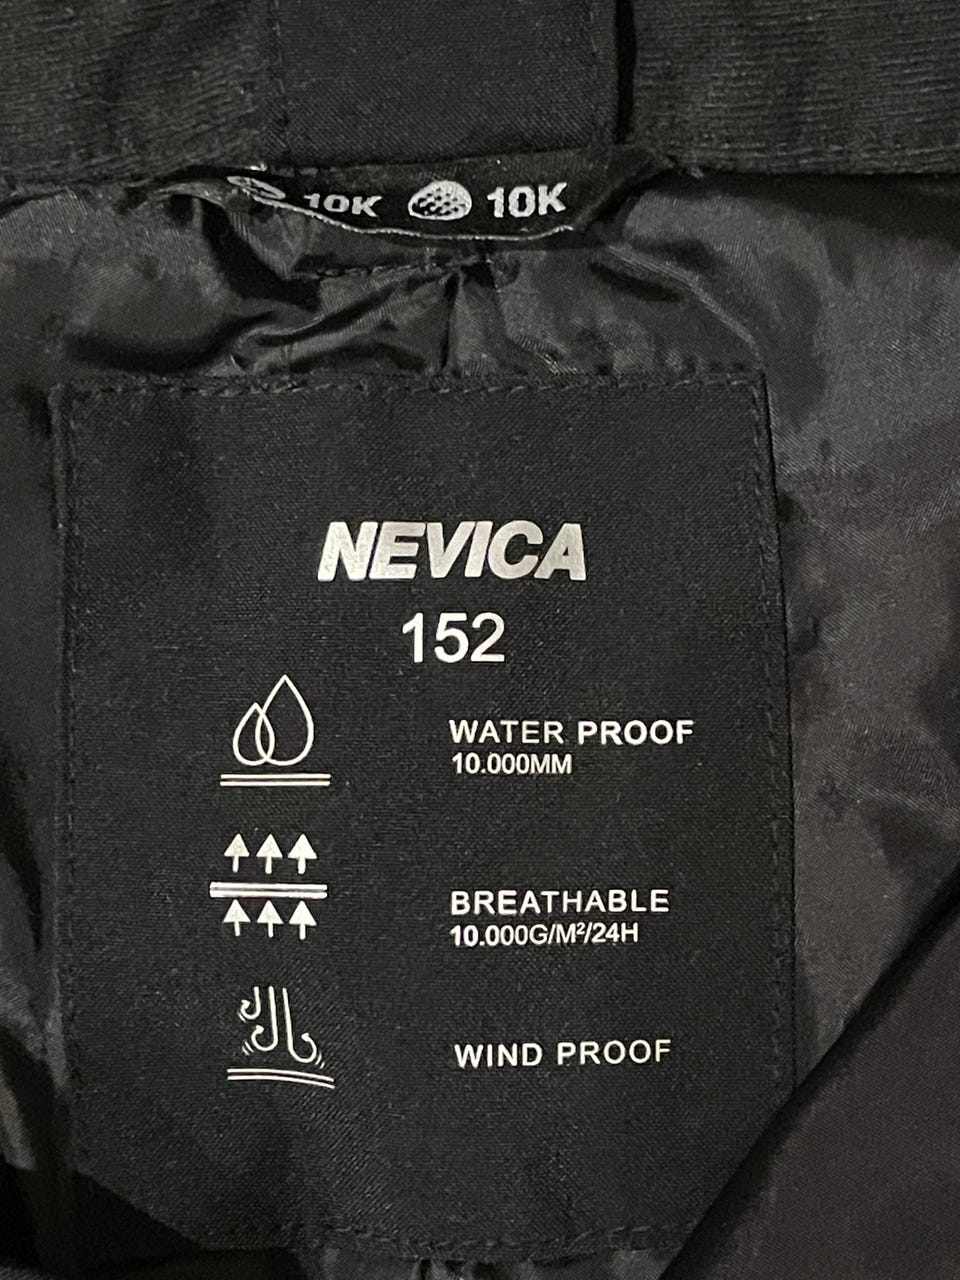 10K 10K
NEVICA
152
WATER PROOF
10.000MM
BREATHABLE
10.000G/M²/24H
WIND PROOF